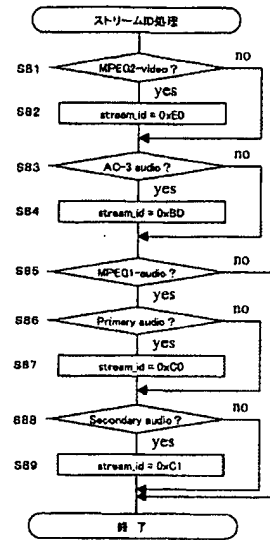 ストリームID処理
S81
MPEG2-video ?
no
yes
S82
stream_id = 0xE0
S83
AC-3 audio ?
no
yes
S84
stream_id = 0xBD
S85
MPEG1-audio ?
no
yes
S86
Primary audio ?
no
yes
S87
stream_id = 0xC0
S88
Secondary audio ?
no
yes
S89
stream_id = 0xC1
終 了